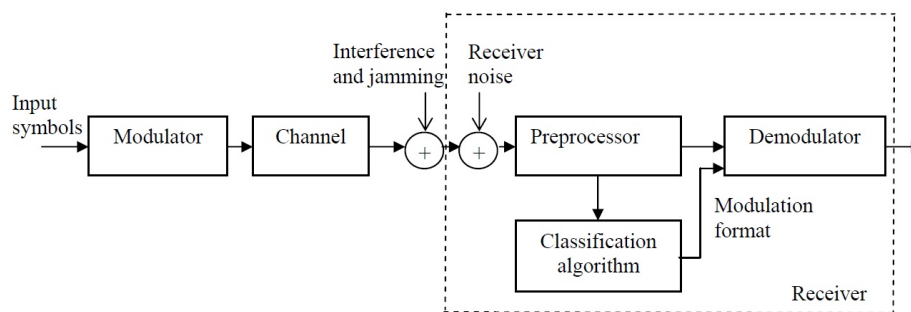 Interference
and jamming
Receiver
noise
Input
symbols
Modulator
Channel
+
+
Preprocessor
Demodulator
Classification
algorithm
Modulation
format
Receiver